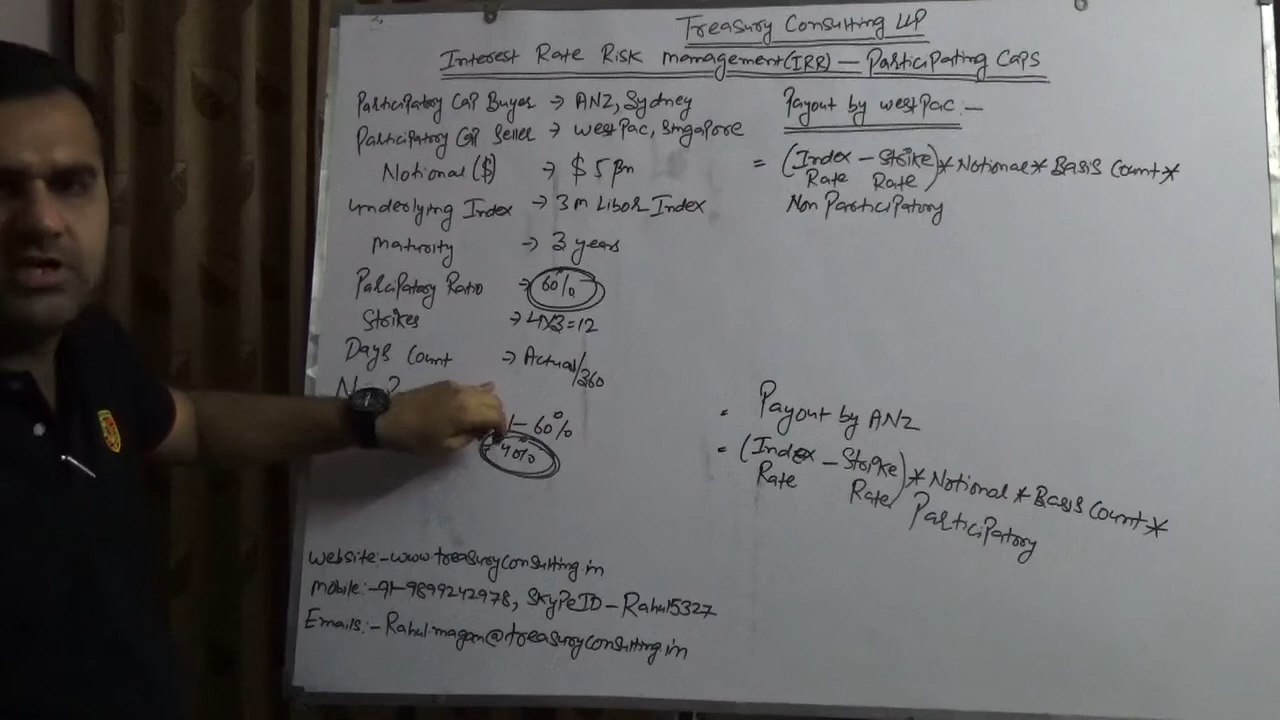 Treasury Consulting LLP
Interest Rate Risk management (IRR) – Participating Caps
Participatory Cap Buyer → ANZ, Sydney
Participatory Cap Seller → WestPac, Singapore
Notional ($) → $ 5 Bn
Underlying Index → 3m Libor Index
Maturity → 3 years
Participatory Ratio → 60%
Strikes → 4x3=12
Days Count → Actual/360
1-60%
= 40%
Website:-www.treasuryconsulting.in
Mobile:-91-9899242978, SkypeID-Rahul5327
Emails:-Rahul.magan@treasuryconsulting.in
Payout by WestPac –
= (Index Rate – Strike Rate) * Notional * Basis Count *
Non Participatory
Payout by ANZ
= (Index Rate – Strike Rate) * Notional * Basis Count *
Participatory